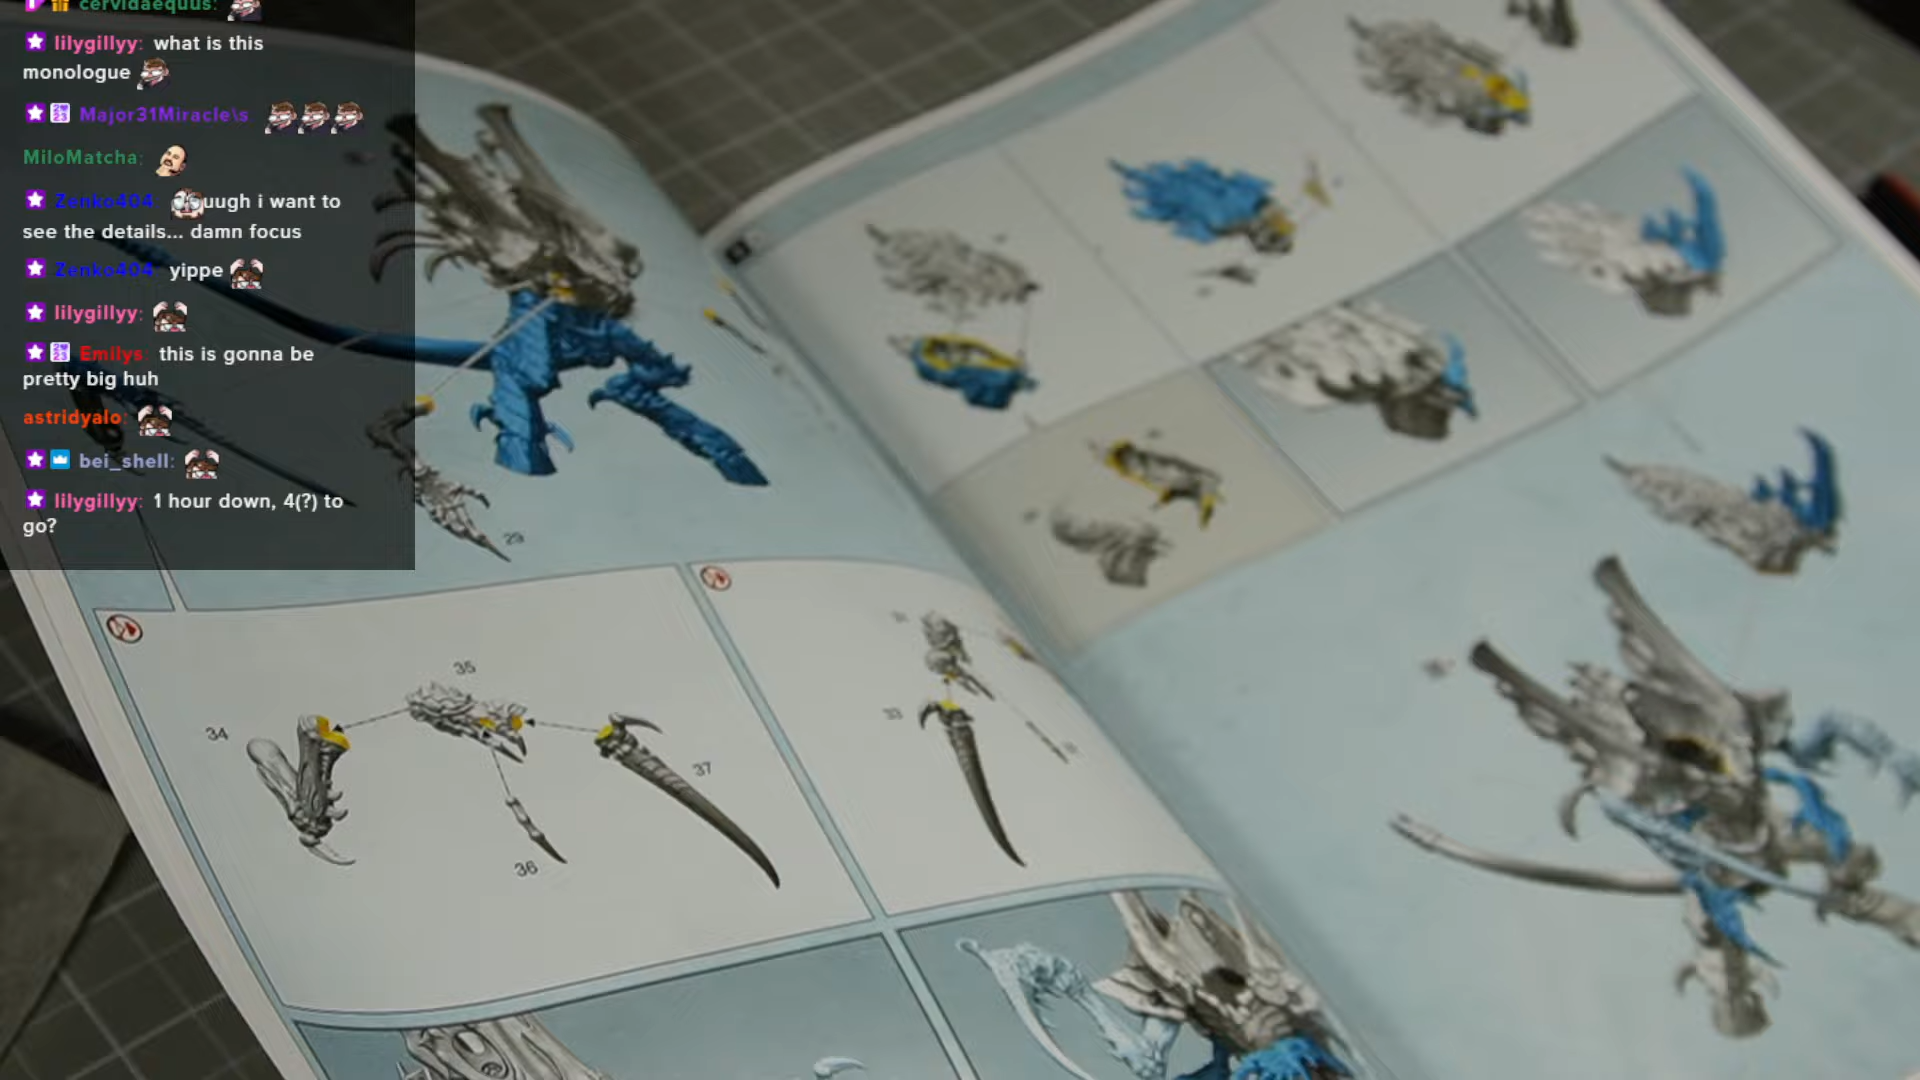 cervidaequus:
lilygillyy: what is this
monologue
Major31Miracle\s
MiloMatcha:
Zenko404: uugh i want to
see the details... damn focus
Zenko404: yippe
lilygillyy:
Emilys: this is gonna be
pretty big huh
astridyalo:
bei_shell:
lilygillyy: 1 hour down, 4(?) to
go?
29
35
34
37
36
33